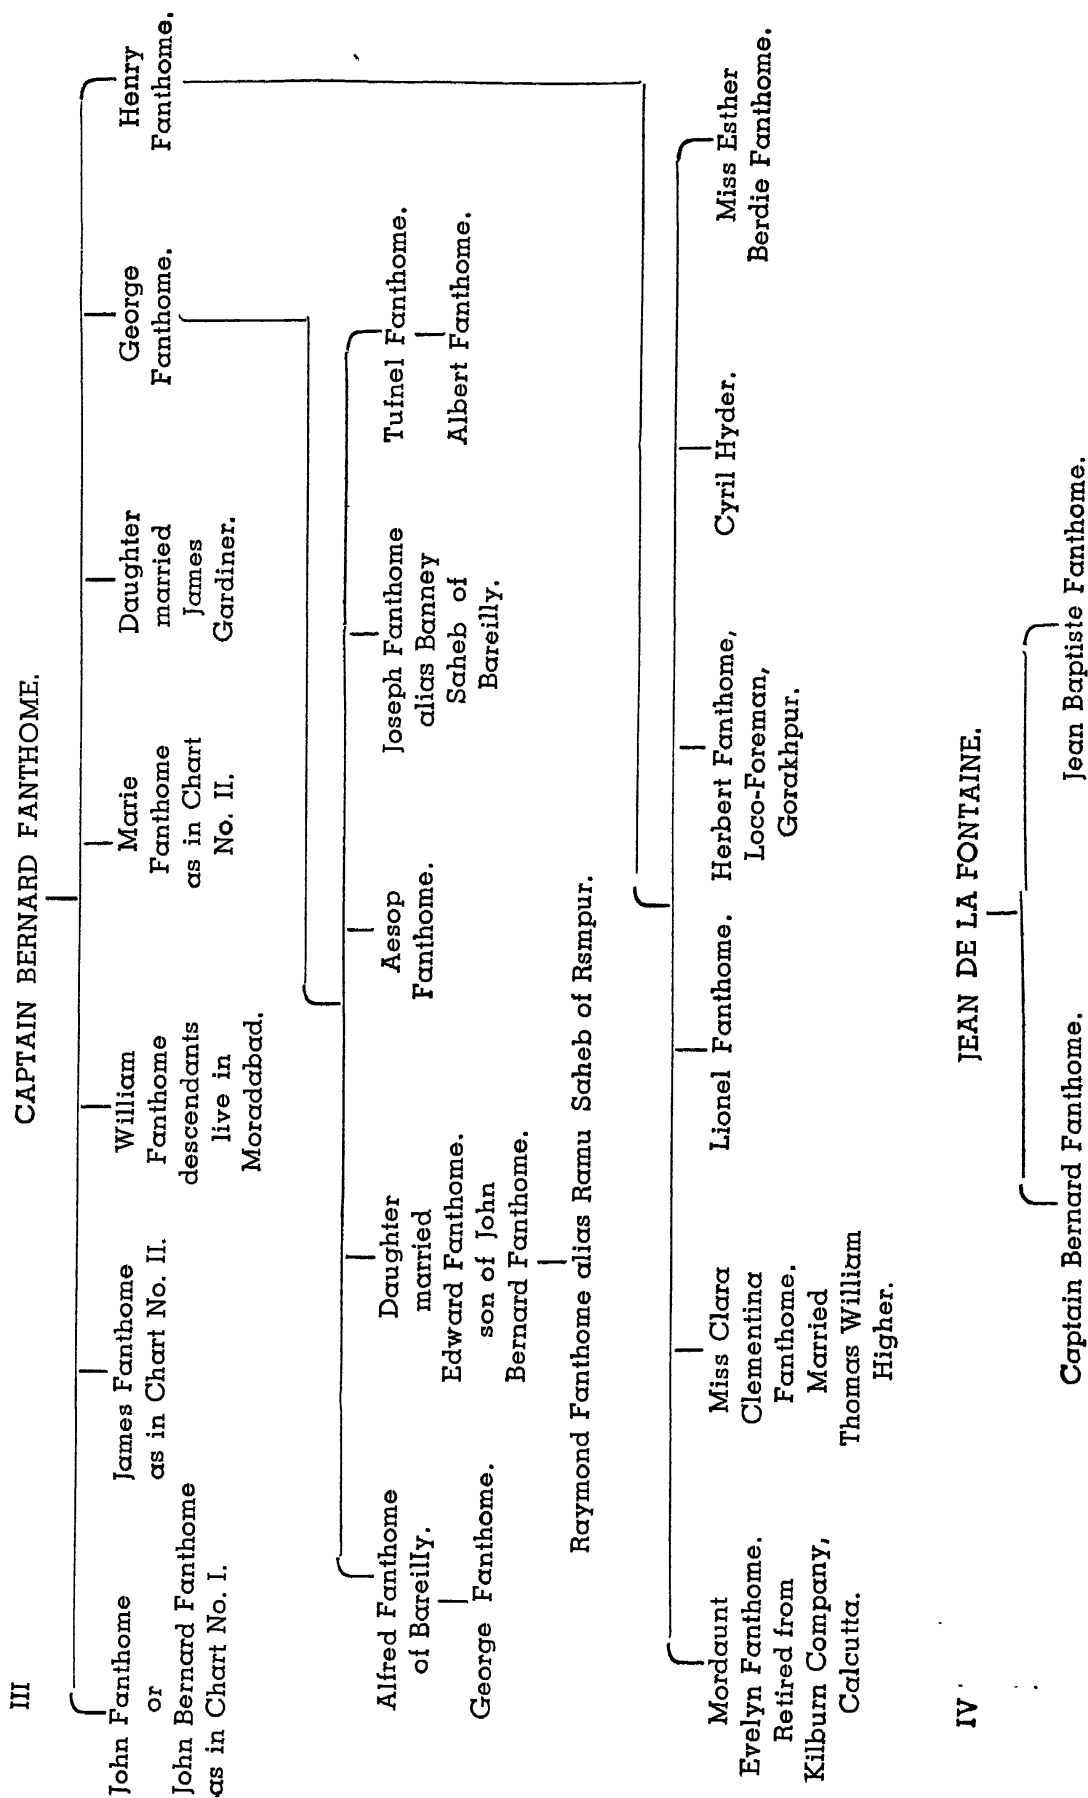 III
CAPTAIN BERNARD FANTHOME.
John Fanthome
or
John Bernard Fanthome
as in Chart No. I.
James Fanthome
as in Chart No. II.
William
Fanthome
descendants
live in
Moradabad.
Marie
Fanthome
as in Chart
No. II.
Daughter
married
James
Gardiner.
George
Fanthome.
Henry
Fanthome.
Alfred Fanthome
of Bareilly.
George Fanthome.
Daughter
married
Edward Fanthome.
son of John
Bernard Fanthome.
Raymond Fanthome alias Ramu Saheb of Rsmpur.
Aesop
Fanthome.
Joseph Fanthome
alias Banney
Saheb of
Bareilly.
Tufnel Fanthome.
Albert Fanthome.
Mordaunt
Evelyn Fanthome.
Retired from
Kilburn Company,
Calcutta.
Miss Clara
Clementina
Fanthome.
Married
Thomas William
Higher.
Lionel Fanthome.
Herbert Fanthome,
Loco-Foreman,
Gorakhpur.
Cyril Hyder.
Miss Esther
Berdie Fanthome.
IV
JEAN DE LA FONTAINE.
Captain Bernard Fanthome.
Jean Baptiste Fanthome.